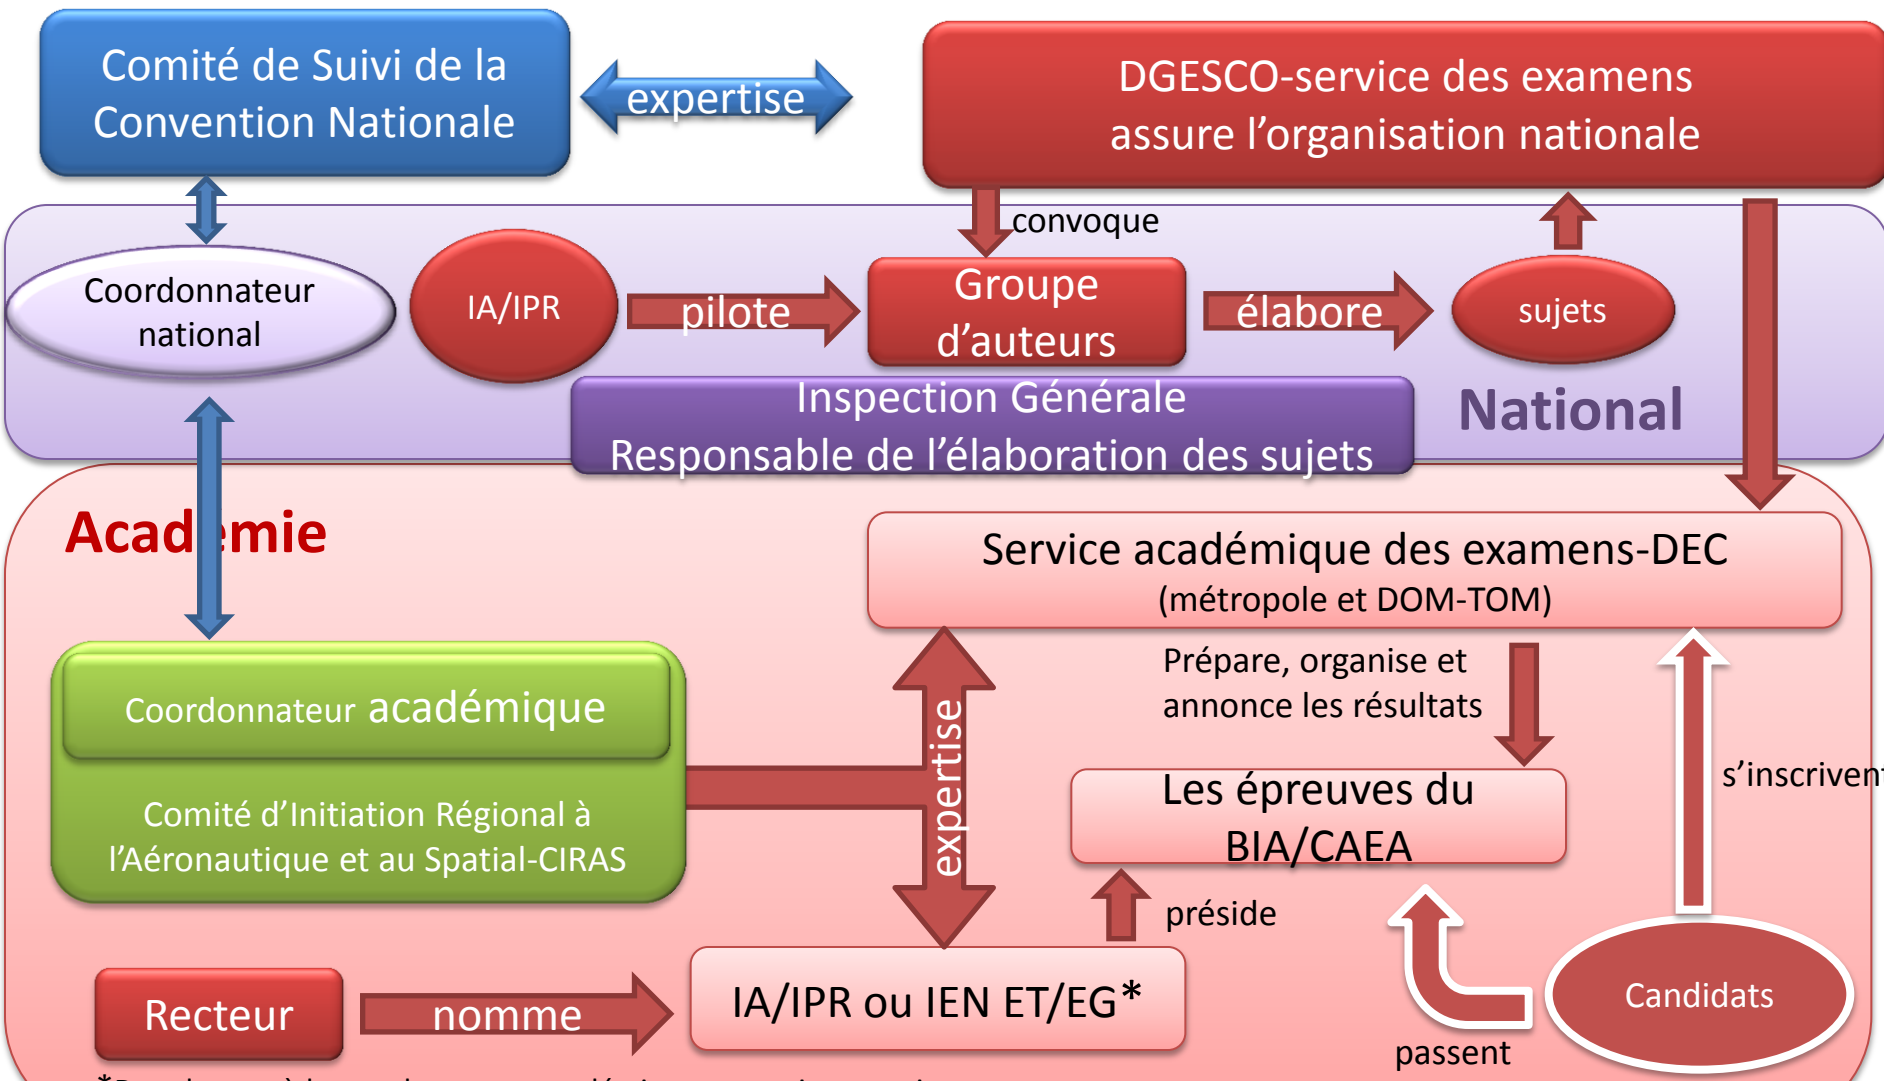 Comité de Suivi de la
Convention Nationale
expertise
DGESCO-service des examens
assure l’organisation nationale
convoque
Coordonnateur
national
IA/IPR
pilote
Groupe
d’auteurs
élabore
sujets
Inspection Générale
Responsable de l’élaboration des sujets
National
Académie
Service académique des examens-DEC
(métropole et DOM-TOM)
Coordonnateur académique
Comité d’Initiation Régional à
l’Aéronautique et au Spatial-CIRAS
expertise
Prépare, organise et
annonce les résultats
Les épreuves du
BIA/CAEA
s’inscrivent
préside
Recteur
nomme
IA/IPR ou IEN ET/EG*
Candidats
passent